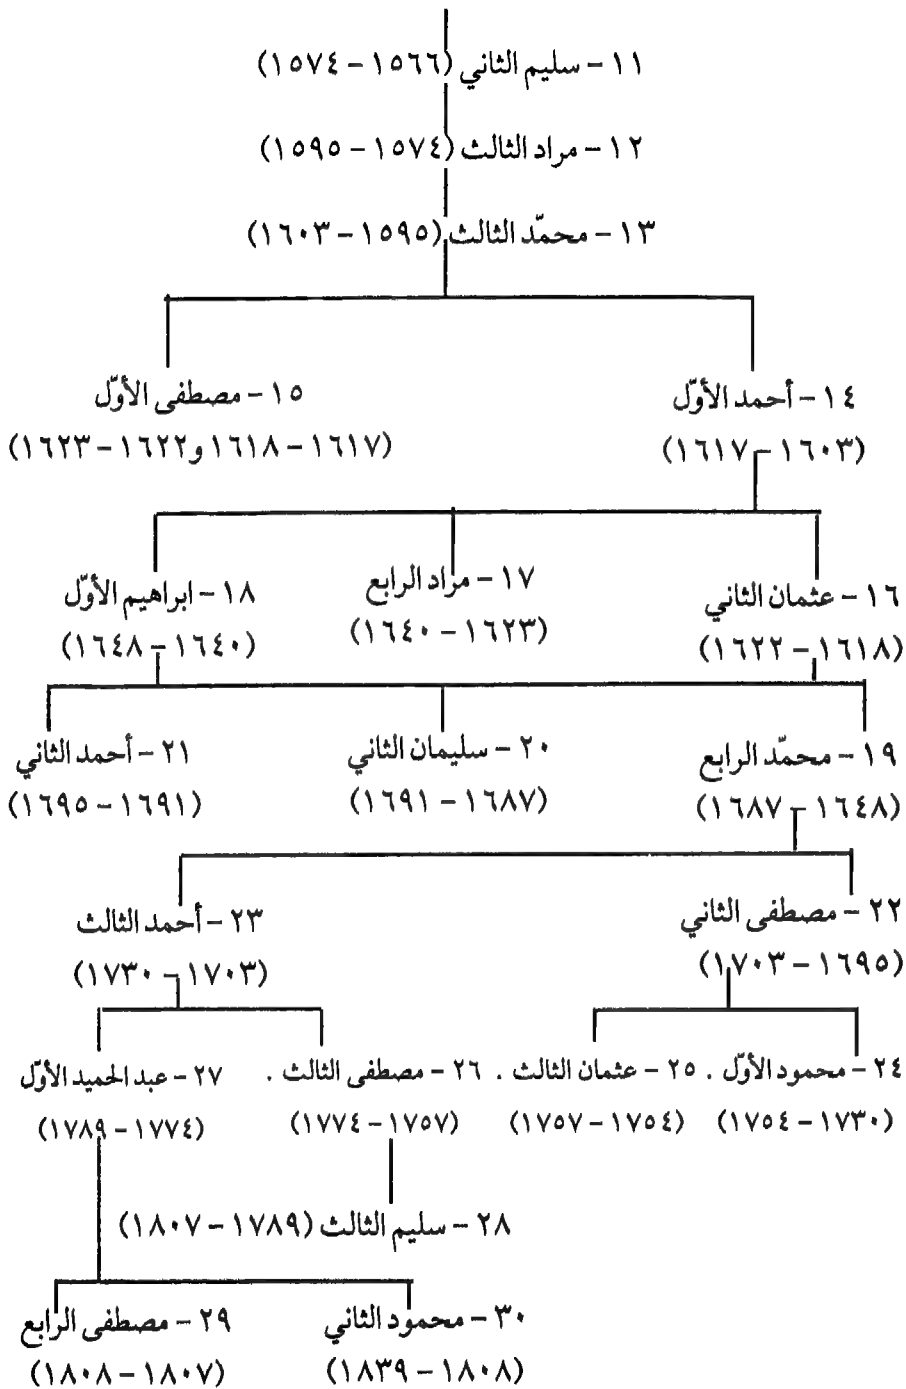 ١١ – سليم الثاني (١٥٦٦ – ١٥٧٤)
١٢ – مراد الثالث (١٥٧٤ – ١٥٩٥)
١٣ – محمّد الثالث (١٥٩٥ – ١٦٠٣)
١٤ – أحمد الأوّل
(١٦٠٣ – ١٦١٧)
١٥ – مصطفى الأوّل
(١٦١٧ – ١٦١٨ و١٦٢٢ – ١٦٢٣)
١٦ – عثمان الثاني
(١٦١٨ – ١٦٢٢)
١٧ – مراد الرابع
(١٦٢٣ – ١٦٤٠)
١٨ – ابراهيم الأوّل
(١٦٤٠ – ١٦٤٨)
١٩ – محمّد الرابع
(١٦٤٨ – ١٦٨٧)
٢٠ – سليمان الثاني
(١٦٨٧ – ١٦٩١)
٢١ – أحمد الثاني
(١٦٩١ – ١٦٩٥)
٢٢ – مصطفى الثاني
(١٦٩٥ – ١٧٠٣)
٢٣ – أحمد الثالث
(١٧٠٣ – ١٧٣٠)
٢٤ – محمود الأوّل .
(١٧٣٠ – ١٧٥٤)
٢٥ – عثمان الثالث .
(١٧٥٤ – ١٧٥٧)
٢٦ – مصطفى الثالث .
(١٧٥٧ – ١٧٧٤)
٢٧ – عبد الحميد الأوّل
(١٧٧٤ – ١٧٨٩)
٢٨ – سليم الثالث (١٧٨٩ – ١٨٠٧)
٣٠ – محمود الثاني
(١٨٠٨ – ١٨٣٩)
٢٩ – مصطفى الرابع
(١٨٠٧ – ١٨٠٨)